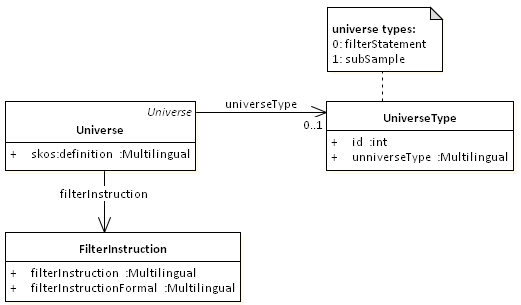 universe types:
0: filterStatement
1: subSample
Universe
Universe
+ skos:definition :Multilingual
universeType
0..1
UniverseType
+ id :int
+ unniverseType :Multilingual
filterInstruction
FilterInstruction
+ filterInstruction :Multilingual
+ filterInstructionFormal :Multilingual